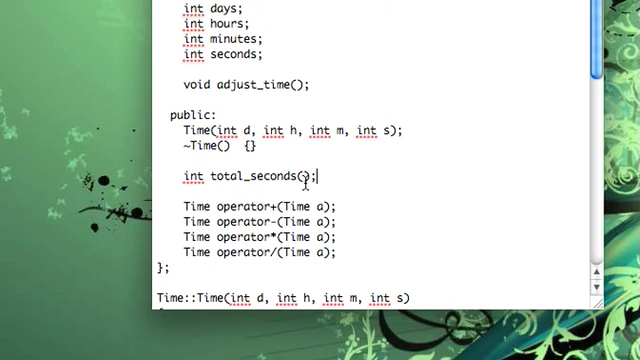 int days;
int hours;
int minutes;
int seconds;
void adjust_time();
public:
Time(int d, int h, int m, int s);
~Time() {}
int total_seconds();
Time operator+(Time a);
Time operator-(Time a);
Time operator*(Time a);
Time operator/(Time a);
};
Time::Time(int d, int h, int m, int s)